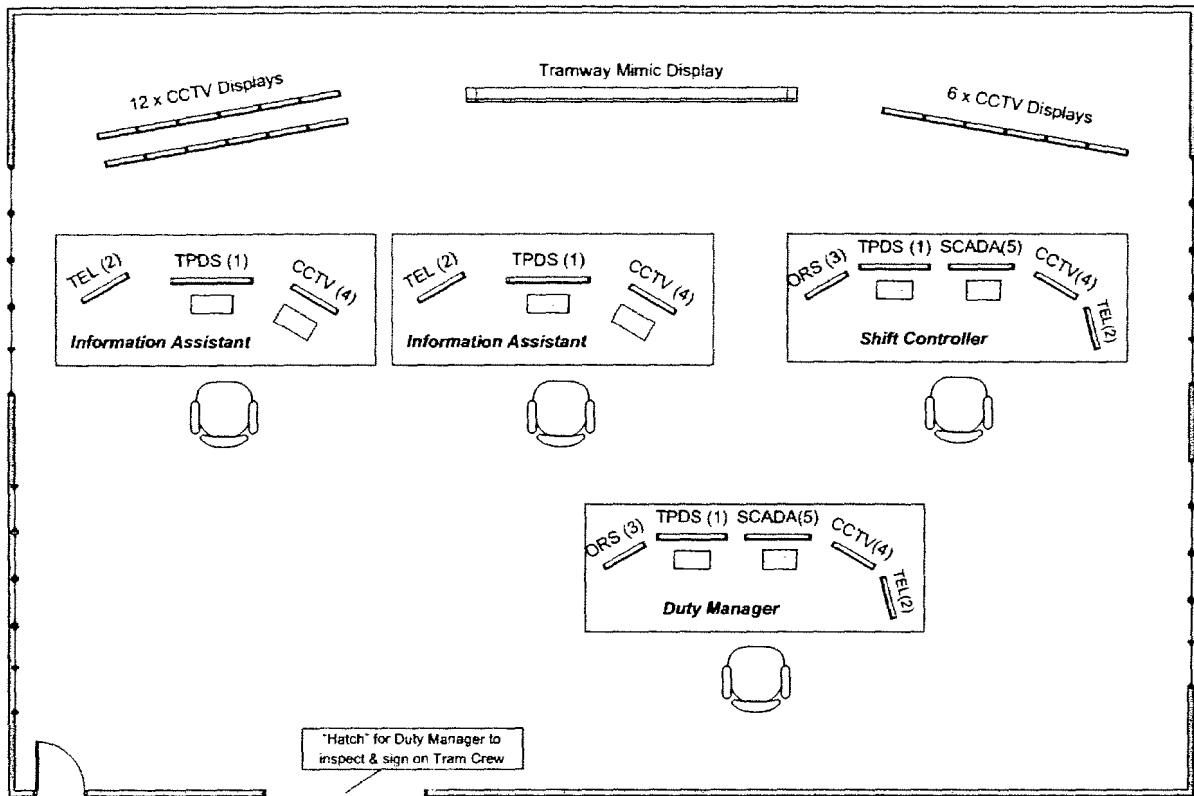 12 x CCTV Displays
Tramway Mimic Display
6 x CCTV Displays
TEL (2)
TPDS (1)
CCTV (4)
Information Assistant
TEL (2)
TPDS (1)
CCTV (4)
Information Assistant
ORS (3)
TPDS (1)
SCADA(5)
CCTV(4)
TEL(2)
Shift Controller
ORS (3)
TPDS (1)
SCADA(5)
CCTV(4)
TEL(2)
Duty Manager
"Hatch" for Duty Manager to
inspect & sign on Tram Crew